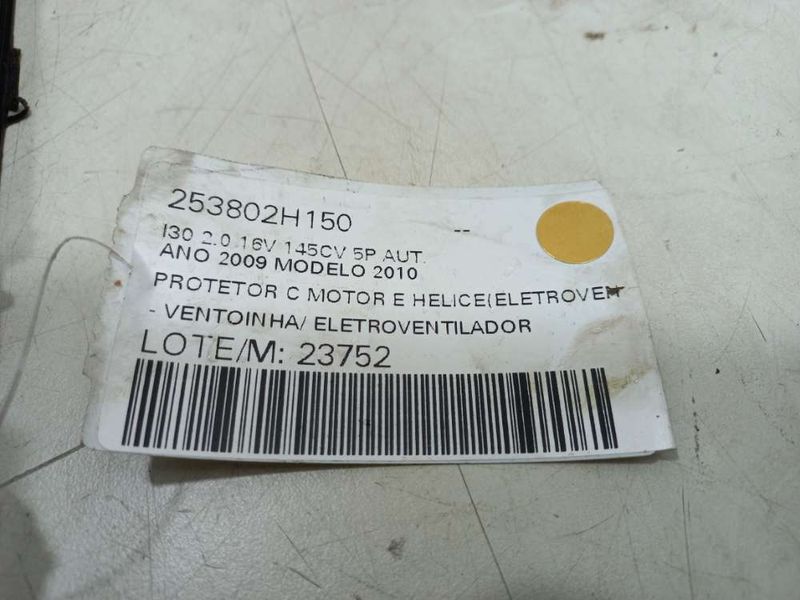 253802H150 --
I30 2.0 16V 145CV 5P AUT.
ANO 2009 MODELO 2010
PROTETOR C MOTOR E HELICE(ELETROVEN
- VENTOINHA/ ELETROVENTILADOR
LOTE/M: 23752